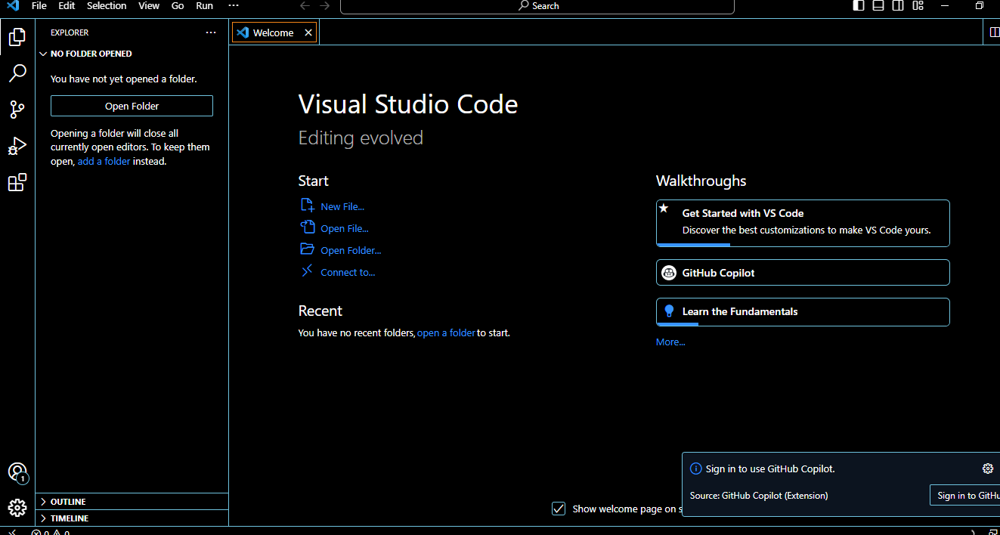 File Edit Selection View Go Run ···
Search
EXPLORER ···
NO FOLDER OPENED
You have not yet opened a folder.
Open Folder
Opening a folder will close all
currently open editors. To keep them
open, add a folder instead.
OUTLINE
TIMELINE
1
Welcome
Visual Studio Code
Editing evolved
Start
New File...
Open File...
Open Folder...
Connect to...
Recent
You have no recent folders, open a folder to start.
Walkthroughs
Get Started with VS Code
Discover the best customizations to make VS Code yours.
GitHub Copilot
Learn the Fundamentals
More...
Show welcome page on s
Sign in to use GitHub Copilot.
Source: GitHub Copilot (Extension)
Sign in to GitHu
0 0